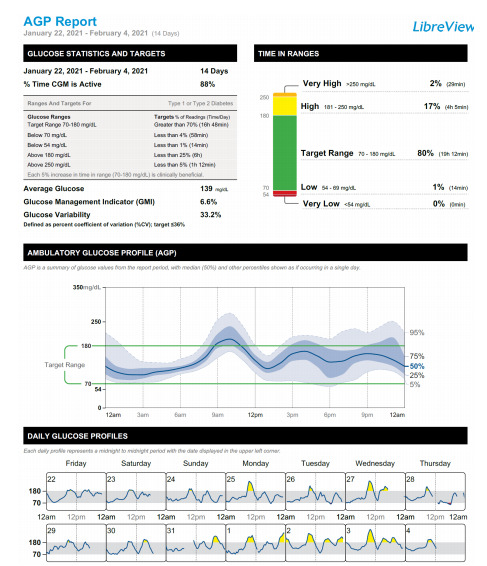 AGP Report
January 22, 2021 - February 4, 2021 (14 Days)
LibreView
GLUCOSE STATISTICS AND TARGETS
January 22, 2021 - February 4, 2021 14 Days
% Time CGM is Active 88%
Ranges And Targets For Type 1 or Type 2 Diabetes
Glucose Ranges Targets % of Readings (Time/Day)
Target Range 70-180 mg/dL Greater than 70% (16h 48min)
Below 70 mg/dL Less than 4% (58min)
Below 54 mg/dL Less than 1% (14min)
Above 180 mg/dL Less than 25% (6h)
Above 250 mg/dL Less than 5% (1h 12min)
Each 5% increase in time in range (70-180 mg/dL) is clinically beneficial.
Average Glucose 139 mg/dL
Glucose Management Indicator (GMI) 6.6%
Glucose Variability 33.2%
Defined as percent coefficient of variation (%CV); target ≤36%
TIME IN RANGES
Very High >250 mg/dL 2% (29min)
250
High 181 - 250 mg/dL 17% (4h 5min)
180
Target Range 70 - 180 mg/dL 80% (19h 12min)
70
Low 54 - 69 mg/dL 1% (14min)
54
Very Low <54 mg/dL 0% (0min)
AMBULATORY GLUCOSE PROFILE (AGP)
AGP is a summary of glucose values from the report period, with median (50%) and other percentiles shown as if occurring in a single day.
350mg/dL
250
95%
180
75%
Target Range
50%
25%
70
5%
54
0
12am 3am 6am 9am 12pm 3pm 6pm 9pm 12am
DAILY GLUCOSE PROFILES
Each daily profile represents a midnight to midnight period with the date displayed in the upper left corner.
Friday Saturday Sunday Monday Tuesday Wednesday Thursday
22 23 24 25 26 27 28
180
70
12am 12pm 12am 12pm 12am 12pm 12am 12pm 12am 12pm 12am 12pm 12am 12pm 12am
29 30 31 1 2 3 4
180
70